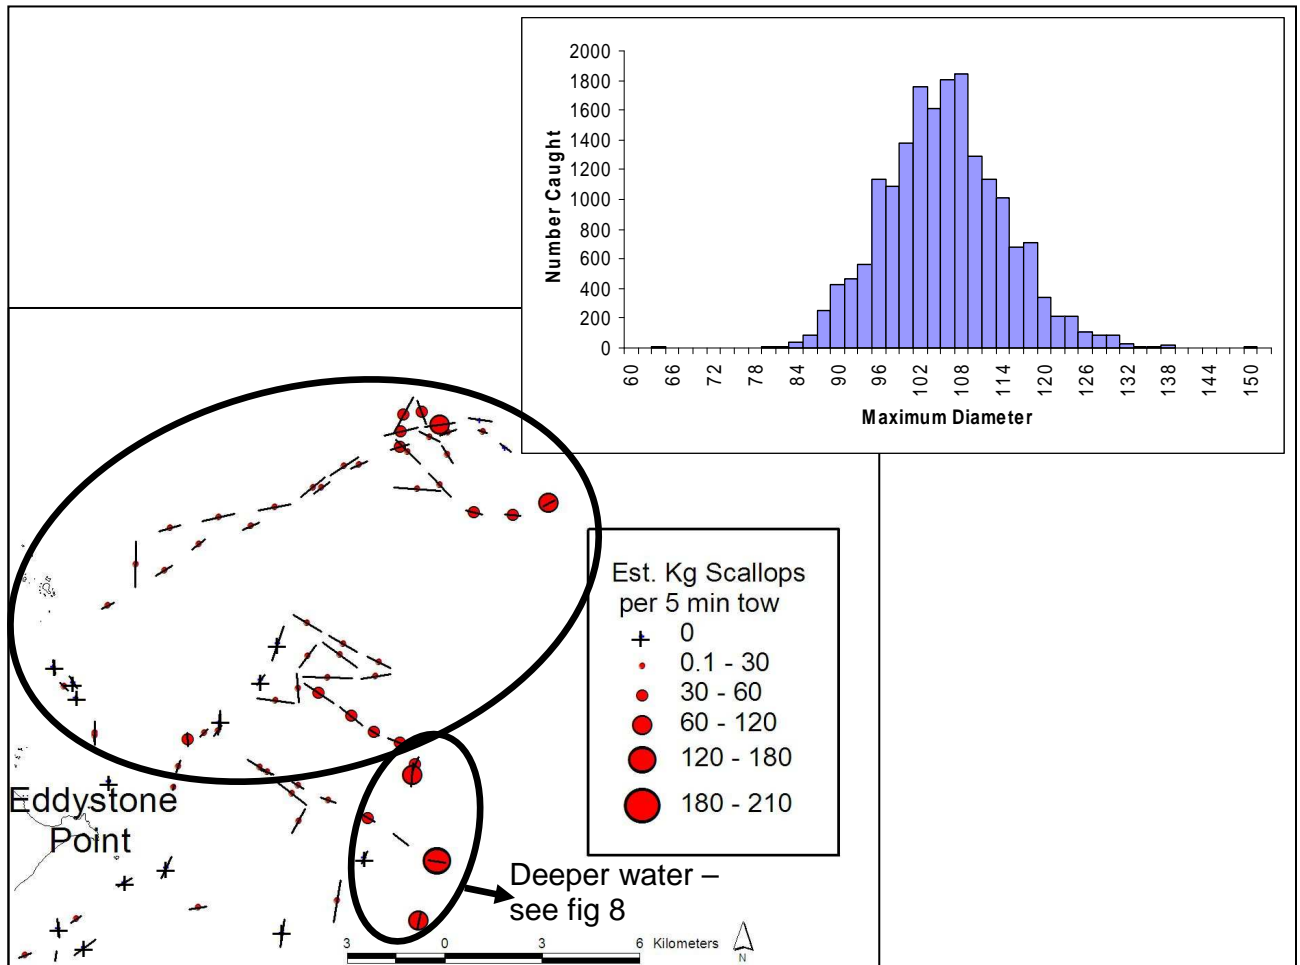 2000
1800
1600
1400
1200
1000
800
600
400
200
0
Number Caught
60 66 72 78 84 90 96 102 108 114 120 126 132 138 144 150
Maximum Diameter
Est. Kg Scallops
per 5 min tow
0
0.1 - 30
30 - 60
60 - 120
120 - 180
180 - 210
Eddystone
Point
Deeper water –
see fig 8
3 0 3 6 Kilometers
N